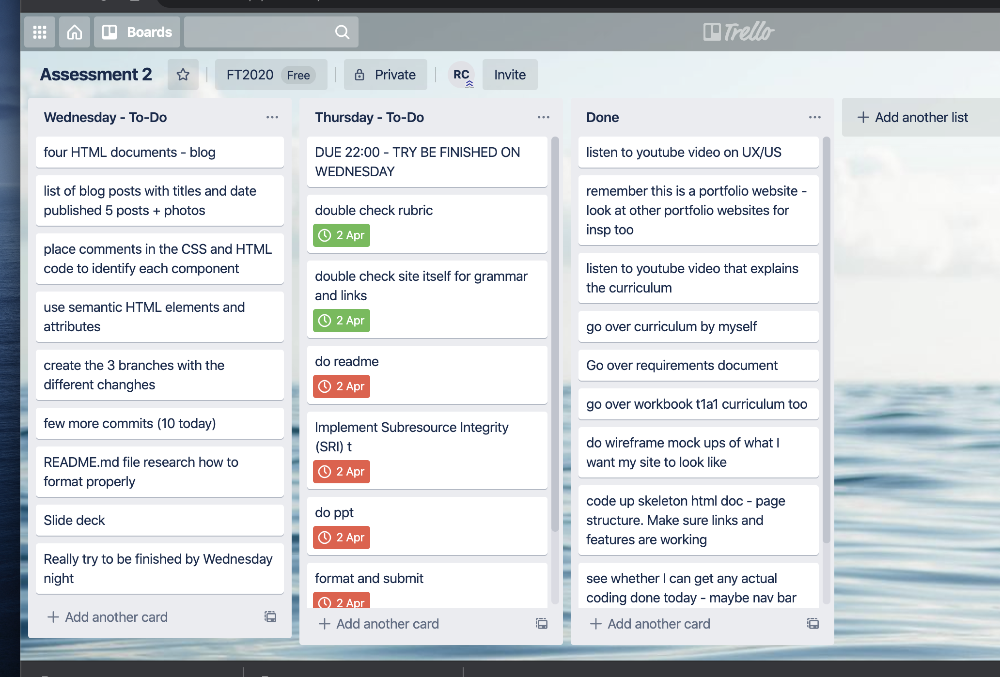 Boards
Trello
Assessment 2
FT2020 Free
Private
RC
Invite
Wednesday - To-Do
four HTML documents - blog
list of blog posts with titles and date
published 5 posts + photos
place comments in the CSS and HTML
code to identify each component
use semantic HTML elements and
attributes
create the 3 branches with the
different changhes
few more commits (10 today)
README.md file research how to
format properly
Slide deck
Really try to be finished by Wednesday
night
+ Add another card
Thursday - To-Do
DUE 22:00 - TRY BE FINISHED ON
WEDNESDAY
double check rubric
2 Apr
double check site itself for grammar
and links
2 Apr
do readme
2 Apr
Implement Subresource Integrity
(SRI) t
2 Apr
do ppt
2 Apr
format and submit
2 Apr
+ Add another card
Done
listen to youtube video on UX/US
remember this is a portfolio website -
look at other portfolio websites for
insp too
listen to youtube video that explains
the curriculum
go over curriculum by myself
Go over requirements document
go over workbook t1a1 curriculum too
do wireframe mock ups of what I
want my site to look like
code up skeleton html doc - page
structure. Make sure links and
features are working
see whether I can get any actual
coding done today - maybe nav bar
+ Add another card
+ Add another list